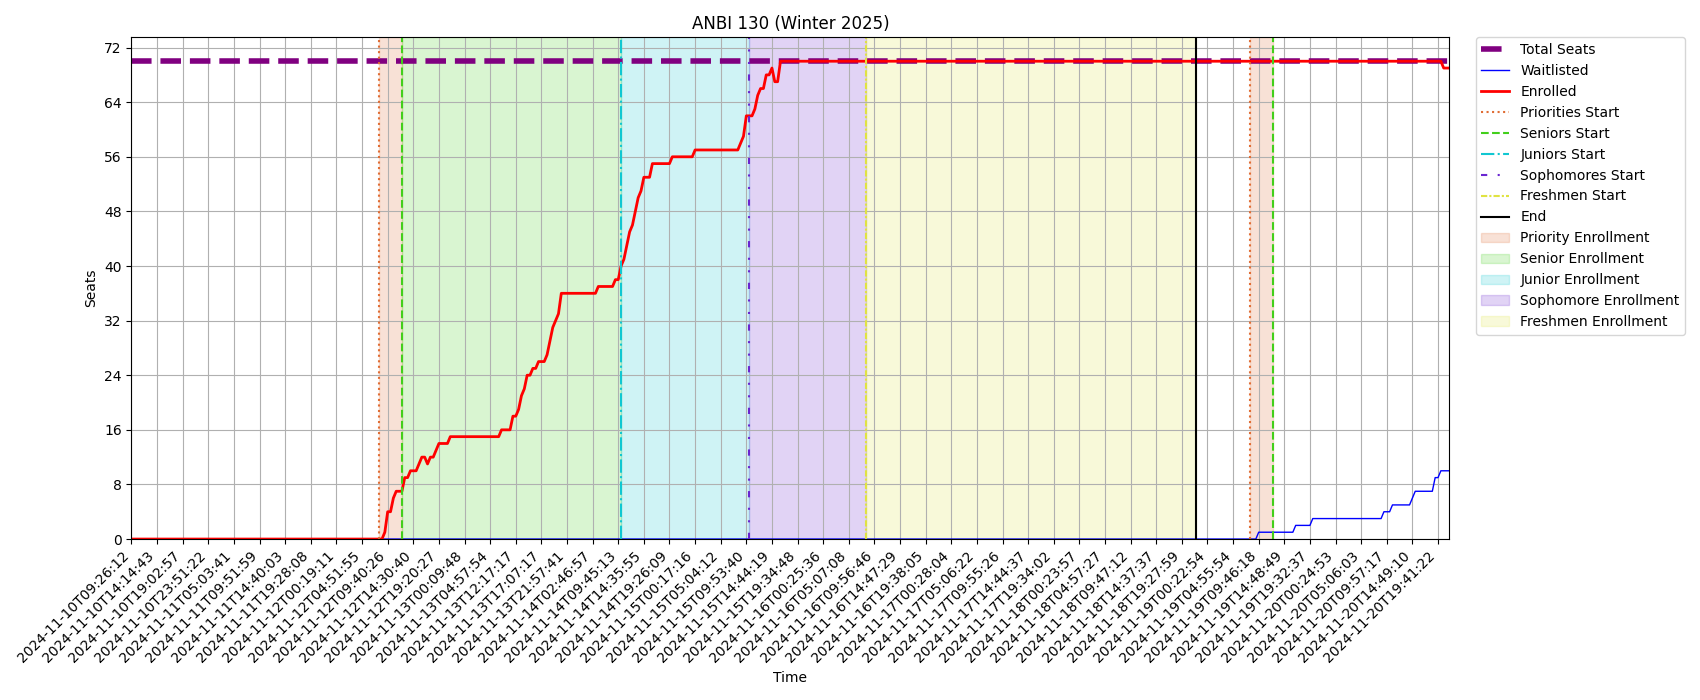 ANBI 130 (Winter 2025)
72
64
56
48
40
32
24
16
8
0
Seats
2024-11-10T09:26:12
2024-11-10T14:14:43
2024-11-10T19:02:57
2024-11-10T23:51:22
2024-11-11T05:03:41
2024-11-11T09:51:59
2024-11-11T14:40:03
2024-11-11T19:28:08
2024-11-12T00:19:11
2024-11-12T04:51:55
2024-11-12T09:40:26
2024-11-12T14:30:40
2024-11-12T19:20:27
2024-11-13T00:09:48
2024-11-13T04:57:54
2024-11-13T12:17:17
2024-11-13T17:07:17
2024-11-13T21:57:41
2024-11-14T02:46:57
2024-11-14T09:45:13
2024-11-14T14:35:55
2024-11-14T19:26:09
2024-11-15T00:17:16
2024-11-15T05:04:12
2024-11-15T09:53:40
2024-11-15T14:44:19
2024-11-15T19:34:48
2024-11-16T00:25:36
2024-11-16T05:07:08
2024-11-16T09:56:46
2024-11-16T14:47:29
2024-11-16T19:38:05
2024-11-17T00:28:04
2024-11-17T05:06:22
2024-11-17T09:55:26
2024-11-17T14:44:37
2024-11-17T19:34:02
2024-11-18T00:23:57
2024-11-18T04:57:27
2024-11-18T09:47:12
2024-11-18T14:37:37
2024-11-18T19:27:59
2024-11-19T00:22:54
2024-11-19T04:55:54
2024-11-19T09:46:18
2024-11-19T14:48:49
2024-11-19T19:32:37
2024-11-20T00:24:53
2024-11-20T05:06:03
2024-11-20T09:57:17
2024-11-20T14:49:10
2024-11-20T19:41:22
Time
Total Seats
Waitlisted
Enrolled
Priorities Start
Seniors Start
Juniors Start
Sophomores Start
Freshmen Start
End
Priority Enrollment
Senior Enrollment
Junior Enrollment
Sophomore Enrollment
Freshmen Enrollment